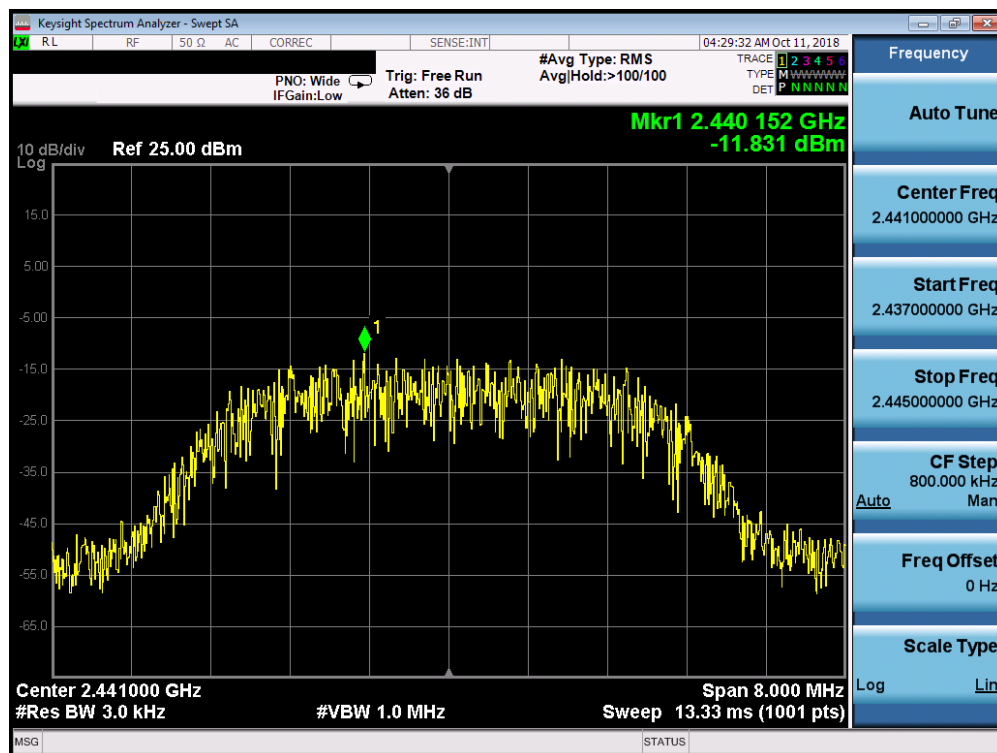 Keysight Spectrum Analyzer - Swept SA
LXI RL RF 50 Ω AC CORREC SENSE:INT 04:29:32 AM Oct 11, 2018
PNO: Wide
IFGain:Low
Trig: Free Run
Atten: 36 dB
#Avg Type: RMS
Avg|Hold:>100/100
TRACE 1 2 3 4 5 6
TYPE M W W W W W
DET P N N N N N
Mkr1 2.440 152 GHz
-11.831 dBm
10 dB/div Ref 25.00 dBm
Log
15.0
5.00
-5.00
1
-15.0
-25.0
-35.0
-45.0
-55.0
-65.0
Center 2.441000 GHz Span 8.000 MHz
#Res BW 3.0 kHz #VBW 1.0 MHz Sweep 13.33 ms (1001 pts)
MSG STATUS
Frequency
Auto Tune
Center Freq
2.441000000 GHz
Start Freq
2.437000000 GHz
Stop Freq
2.445000000 GHz
CF Step
800.000 kHz
Auto Man
Freq Offset
0 Hz
Scale Type
Log Lin